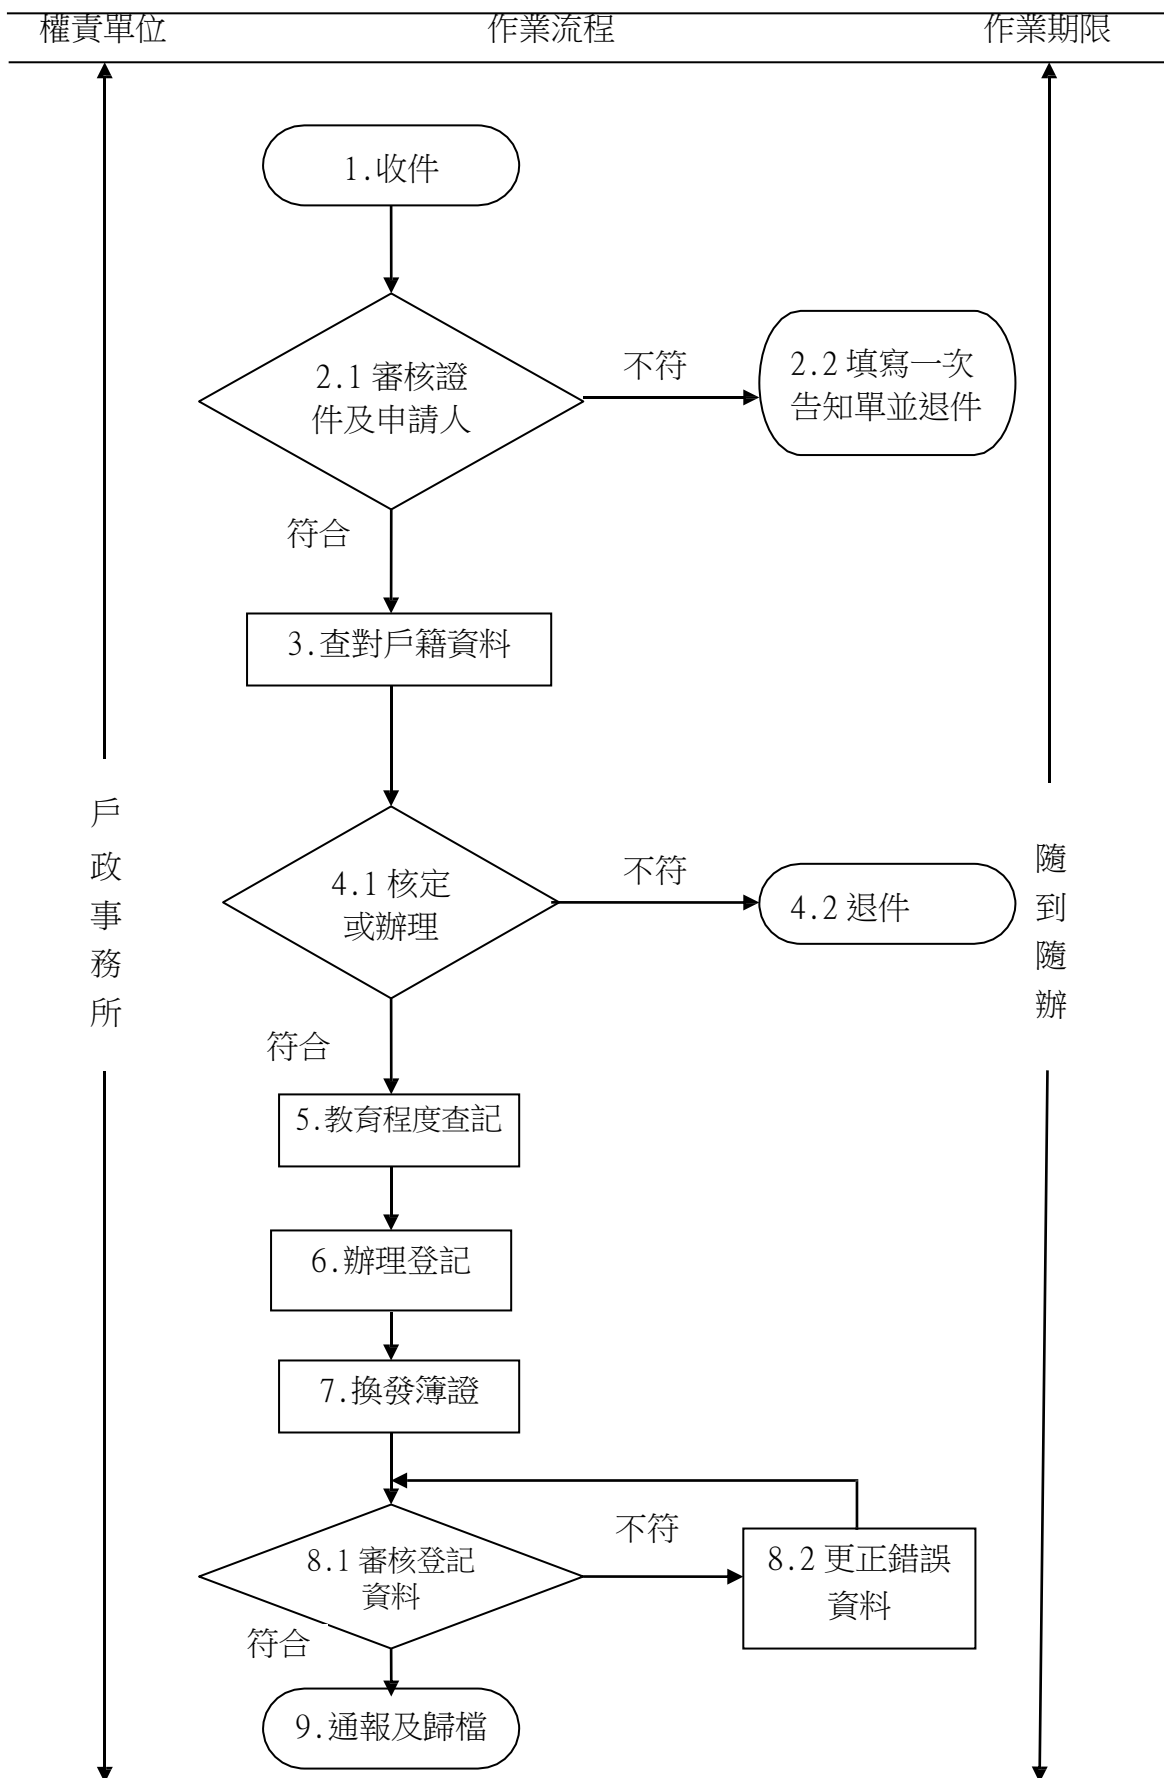 權責單位
作業流程
作業期限
1.收件
2.1 審核證
件及申請人
不符
2.2 填寫一次
告知單並退件
符合
3.查對戶籍資料
戶
政
事
務
所
4.1 核定
或辦理
不符
4.2 退件
隨
到
隨
辦
符合
5.教育程度查記
6.辦理登記
7.換發簿證
8.1 審核登記
資料
不符
8.2 更正錯誤
資料
符合
9.通報及歸檔